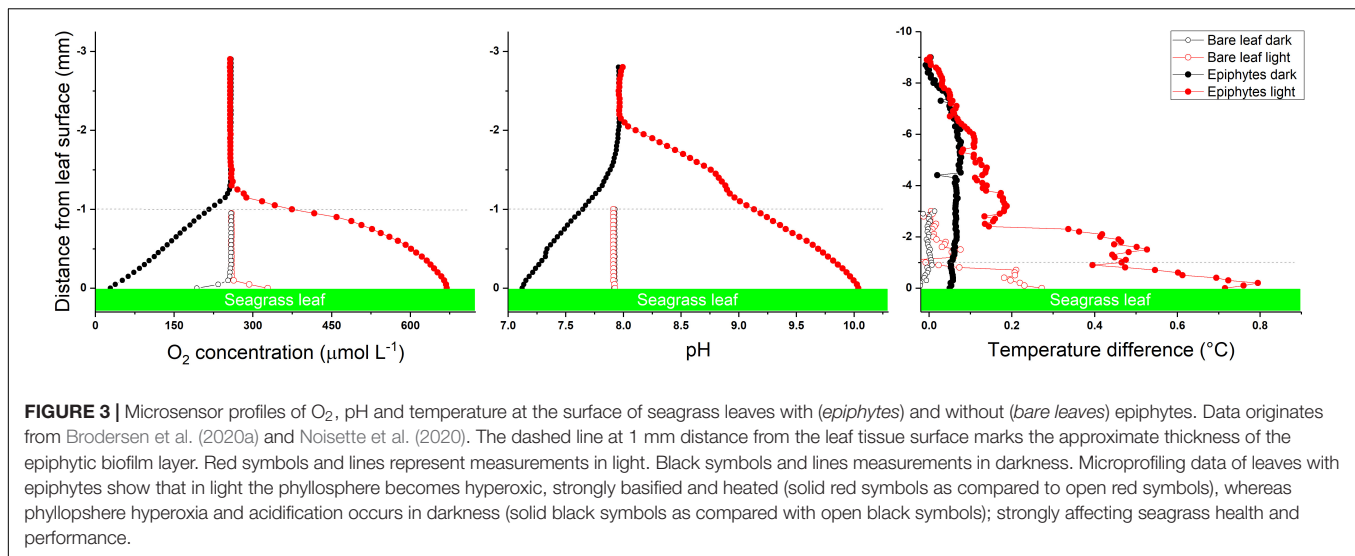 Distance from leaf surface (mm)
-3
-2
-1
0
Seagrass leaf
0
150
300
450
600
O₂ concentration (µmol L⁻¹)
-3
-2
-1
0
Seagrass leaf
7.0
7.5
8.0
8.5
9.0
9.5
10.0
pH
-10
-8
-6
-4
-2
0
Bare leaf dark
Bare leaf light
Epiphytes dark
Epiphytes light
Seagrass leaf
0.0
0.2
0.4
0.6
0.8
Temperature difference (°C)
FIGURE 3 | Microsensor profiles of O₂, pH and temperature at the surface of seagrass leaves with (epiphytes) and without (bare leaves) epiphytes. Data originates
from Brodersen et al. (2020a) and Noisette et al. (2020). The dashed line at 1 mm distance from the leaf tissue surface marks the approximate thickness of the
epiphytic biofilm layer. Red symbols and lines represent measurements in light. Black symbols and lines measurements in darkness. Microprofiling data of leaves with
epiphytes show that in light the phyllosphere becomes hyperoxic, strongly basified and heated (solid red symbols as compared to open red symbols), whereas
phyllopshere hyperoxia and acidification occurs in darkness (solid black symbols as compared with open black symbols); strongly affecting seagrass health and
performance.